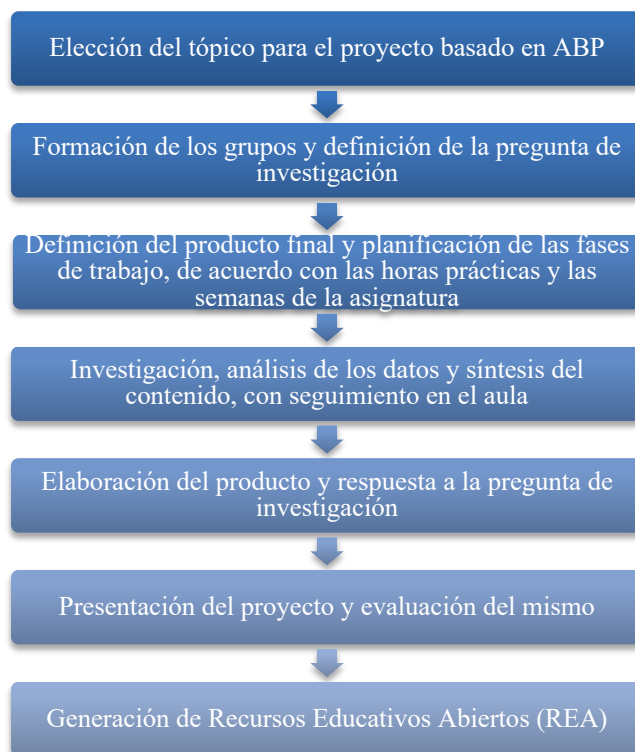 Elección del tópico para el proyecto basado en ABP
Formación de los grupos y definición de la pregunta de
investigación
Definición del producto final y planificación de las fases
de trabajo, de acuerdo con las horas prácticas y las
semanas de la asignatura
Investigación, análisis de los datos y síntesis del
contenido, con seguimiento en el aula
Elaboración del producto y respuesta a la pregunta de
investigación
Presentación del proyecto y evaluación del mismo
Generación de Recursos Educativos Abiertos (REA)